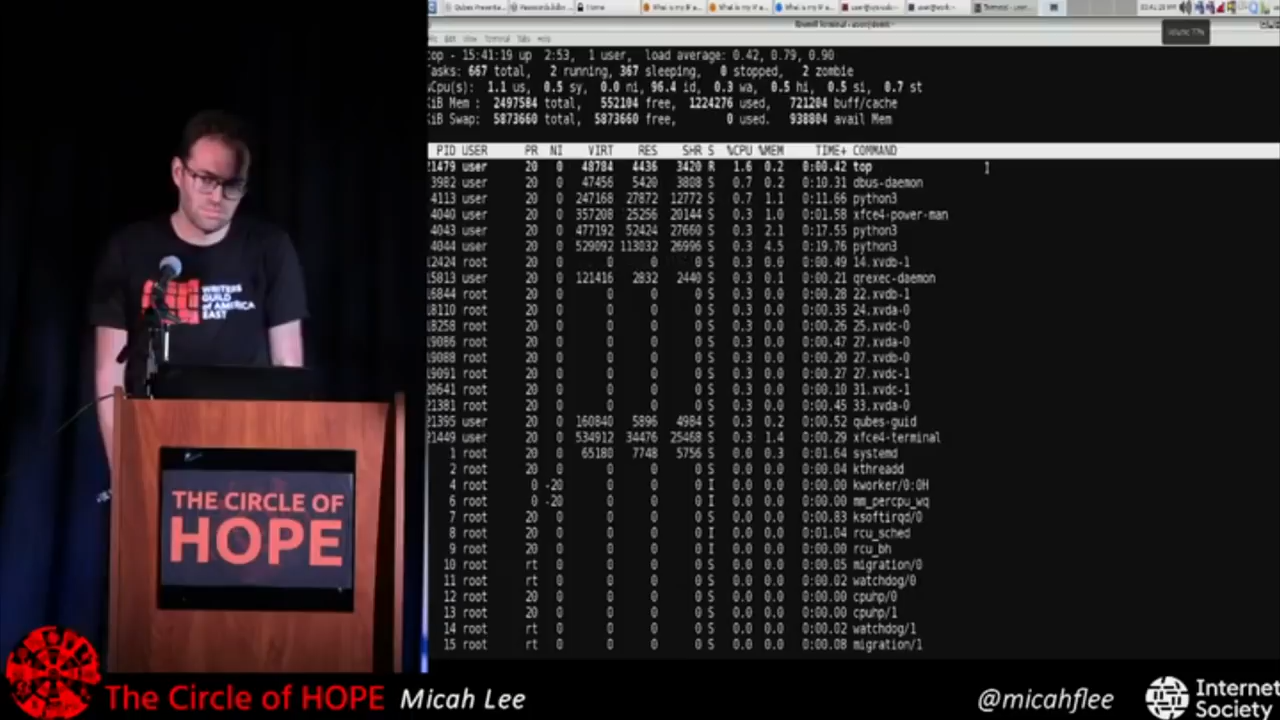 Volume 77%
top - 15:41:19 up 2:53, 1 user, load average: 0.42, 0.79, 0.90
Tasks: 667 total, 2 running, 367 sleeping, 0 stopped, 2 zombie
%Cpu(s): 1.1 us, 0.5 sy, 0.0 ni, 96.4 id, 0.3 wa, 0.5 hi, 0.5 si, 0.7 st
KiB Mem : 2497584 total, 552104 free, 1224276 used, 721204 buff/cache
KiB Swap: 5873660 total, 5873660 free, 0 used. 938804 avail Mem
PID USER PR NI VIRT RES SHR S %CPU %MEM TIME+ COMMAND
21479 user 20 0 48784 4436 3420 R 1.6 0.2 0:00.42 top
3982 user 20 0 47456 5420 3808 S 0.7 0.2 0:10.31 dbus-daemon
4113 user 20 0 247168 27872 12772 S 0.7 1.1 0:11.66 python3
4040 user 20 0 357208 25256 20144 S 0.3 1.0 0:01.58 xfce4-power-man
4043 user 20 0 477192 52424 27660 S 0.3 2.1 0:17.55 python3
4044 user 20 0 529092 113032 26996 S 0.3 4.5 0:19.76 python3
12424 root 20 0 0 0 0 S 0.3 0.0 0:00.49 14.xvdb-1
15813 user 20 0 121416 2832 2440 S 0.3 0.1 0:00.21 qrexec-daemon
16844 root 20 0 0 0 0 S 0.3 0.0 0:00.28 22.xvdb-1
18110 root 20 0 0 0 0 S 0.3 0.0 0:00.35 24.xvda-0
18258 root 20 0 0 0 0 S 0.3 0.0 0:00.26 25.xvdc-0
19086 root 20 0 0 0 0 S 0.3 0.0 0:00.47 27.xvda-0
19088 root 20 0 0 0 0 S 0.3 0.0 0:00.20 27.xvdb-0
19091 root 20 0 0 0 0 S 0.3 0.0 0:00.27 27.xvdc-1
20641 root 20 0 0 0 0 S 0.3 0.0 0:00.10 31.xvdc-1
21381 root 20 0 0 0 0 S 0.3 0.0 0:00.45 33.xvda-0
21395 user 20 0 160840 5896 4984 S 0.3 0.2 0:00.52 qubes-guid
21449 user 20 0 534912 34476 25468 S 0.3 1.4 0:00.29 xfce4-terminal
1 root 20 0 65180 7748 5756 S 0.0 0.3 0:01.64 systemd
2 root 20 0 0 0 0 S 0.0 0.0 0:00.04 kthreadd
4 root 0 -20 0 0 0 I 0.0 0.0 0:00.00 kworker/0:0H
6 root 0 -20 0 0 0 I 0.0 0.0 0:00.00 mm_percpu_wq
7 root 20 0 0 0 0 S 0.0 0.0 0:00.83 ksoftirqd/0
8 root 20 0 0 0 0 I 0.0 0.0 0:01.04 rcu_sched
9 root 20 0 0 0 0 I 0.0 0.0 0:00.00 rcu_bh
10 root rt 0 0 0 0 S 0.0 0.0 0:00.05 migration/0
11 root rt 0 0 0 0 S 0.0 0.0 0:00.02 watchdog/0
12 root 20 0 0 0 0 S 0.0 0.0 0:00.00 cpuhp/0
13 root 20 0 0 0 0 S 0.0 0.0 0:00.00 cpuhp/1
14 root rt 0 0 0 0 S 0.0 0.0 0:00.02 watchdog/1
15 root rt 0 0 0 0 S 0.0 0.0 0:00.08 migration/1
WRITERS
GUILD
of AMERICA
EAST
THE CIRCLE OF
HOPE
The Circle of HOPE Micah Lee @micahflee
Internet
Society